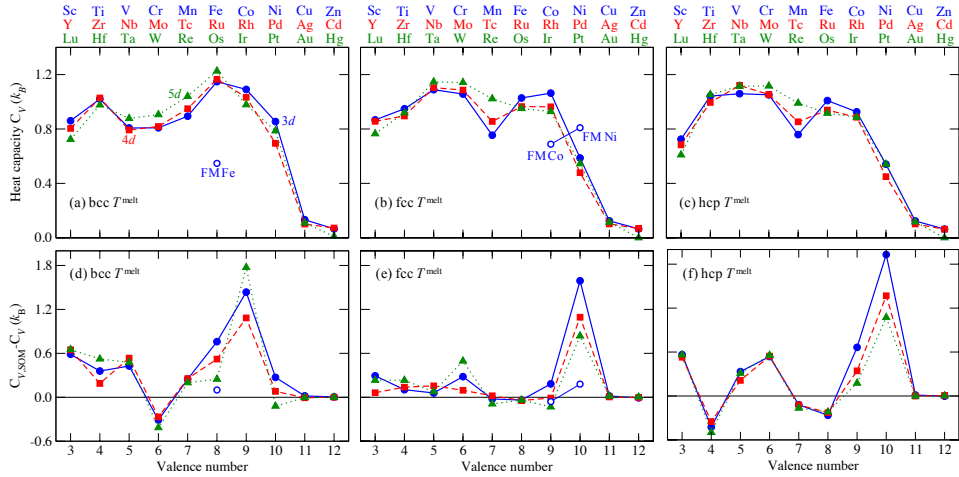 Sc Ti V Cr Mn Fe Co Ni Cu Zn
Y Zr Nb Mo Tc Ru Rh Pd Ag Cd
Lu Hf Ta W Re Os Ir Pt Au Hg
Sc Ti V Cr Mn Fe Co Ni Cu Zn
Y Zr Nb Mo Tc Ru Rh Pd Ag Cd
Lu Hf Ta W Re Os Ir Pt Au Hg
Sc Ti V Cr Mn Fe Co Ni Cu Zn
Y Zr Nb Mo Tc Ru Rh Pd Ag Cd
Lu Hf Ta W Re Os Ir Pt Au Hg
Heat capacity C_V (k_B)
1.2
0.8
0.4
0.0
5d
4d
3d
FM Fe
(a) bcc T^melt
FM Co
FM Ni
(b) fcc T^melt
(c) hcp T^melt
C_V,SOM-C_V (k_B)
1.8
1.2
0.6
0.0
-0.6
(d) bcc T^melt
(e) fcc T^melt
(f) hcp T^melt
3 4 5 6 7 8 9 10 11 12
3 4 5 6 7 8 9 10 11 12
3 4 5 6 7 8 9 10 11 12
Valence number
Valence number
Valence number